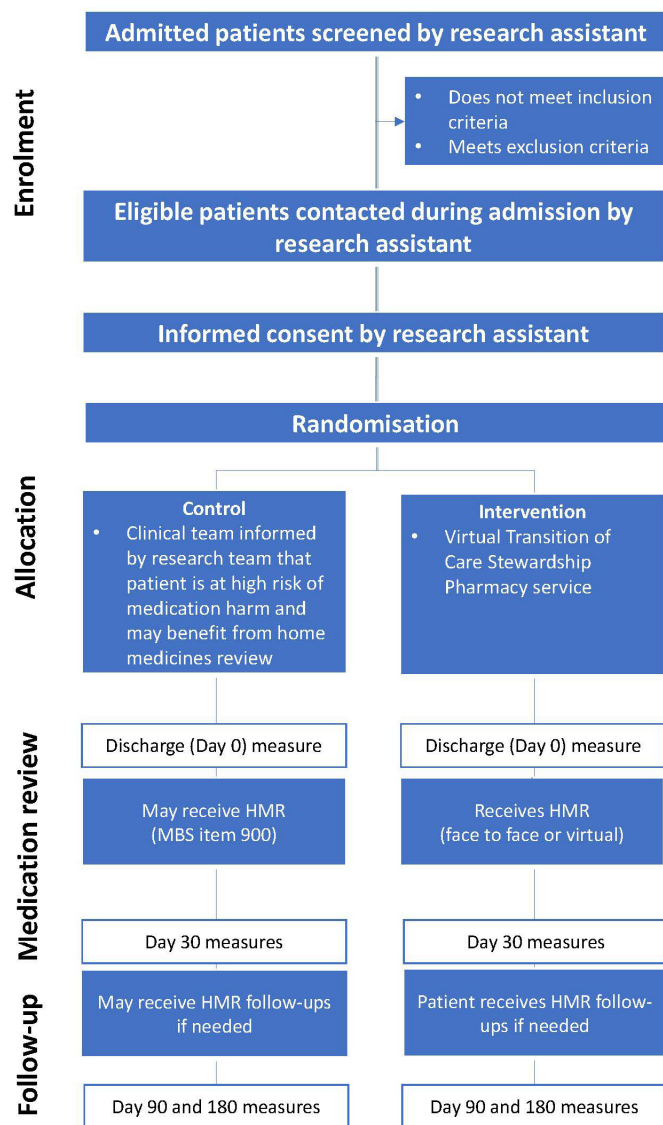 Admitted patients screened by research assistant
Enrolment
• Does not meet inclusion
criteria
• Meets exclusion criteria
Eligible patients contacted during admission by
research assistant
Informed consent by research assistant
Randomisation
Allocation
Control
• Clinical team informed
by research team that
patient is at high risk of
medication harm and
may benefit from home
medicines review
Intervention
• Virtual Transition of
Care Stewardship
Pharmacy service
Medication review
Discharge (Day 0) measure
Discharge (Day 0) measure
May receive HMR
(MBS item 900)
Receives HMR
(face to face or virtual)
Day 30 measures
Day 30 measures
Follow-up
May receive HMR follow-ups
if needed
Patient receives HMR follow-
ups if needed
Day 90 and 180 measures
Day 90 and 180 measures